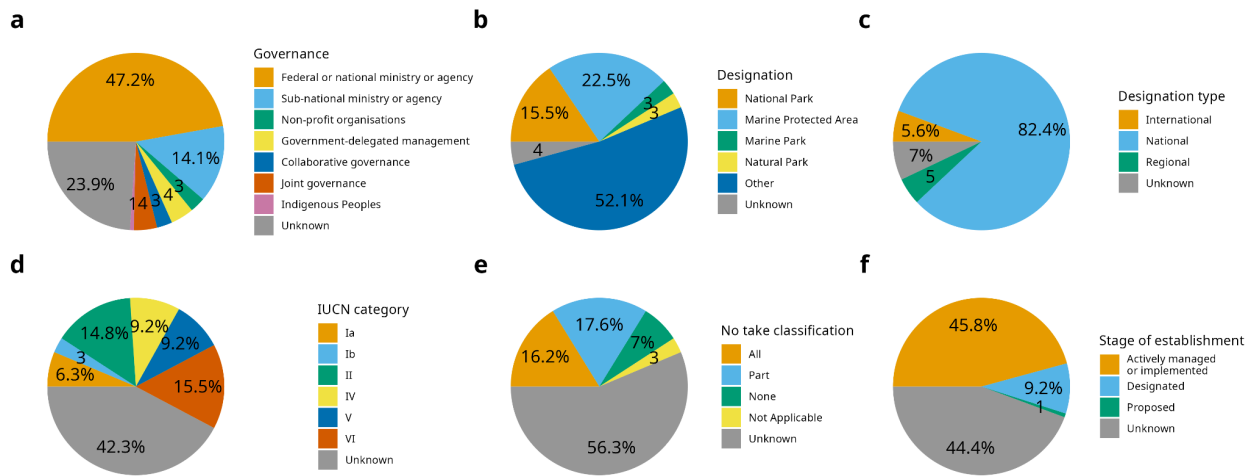 a
Governance
47.2%
14.1%
3
4
3
14
23.9%
Federal or national ministry or agency
Sub-national ministry or agency
Non-profit organisations
Government-delegated management
Collaborative governance
Joint governance
Indigenous Peoples
Unknown
b
Designation
22.5%
15.5%
3
3
4
52.1%
National Park
Marine Protected Area
Marine Park
Natural Park
Other
Unknown
c
Designation type
5.6%
82.4%
7%
5
International
National
Regional
Unknown
d
IUCN category
14.8%
9.2%
9.2%
3
6.3%
15.5%
42.3%
Ia
Ib
II
IV
V
VI
Unknown
e
No take classification
17.6%
16.2%
7%
3
56.3%
All
Part
None
Not Applicable
Unknown
f
Stage of establishment
45.8%
9.2%
1
44.4%
Actively managed
or implemented
Designated
Proposed
Unknown